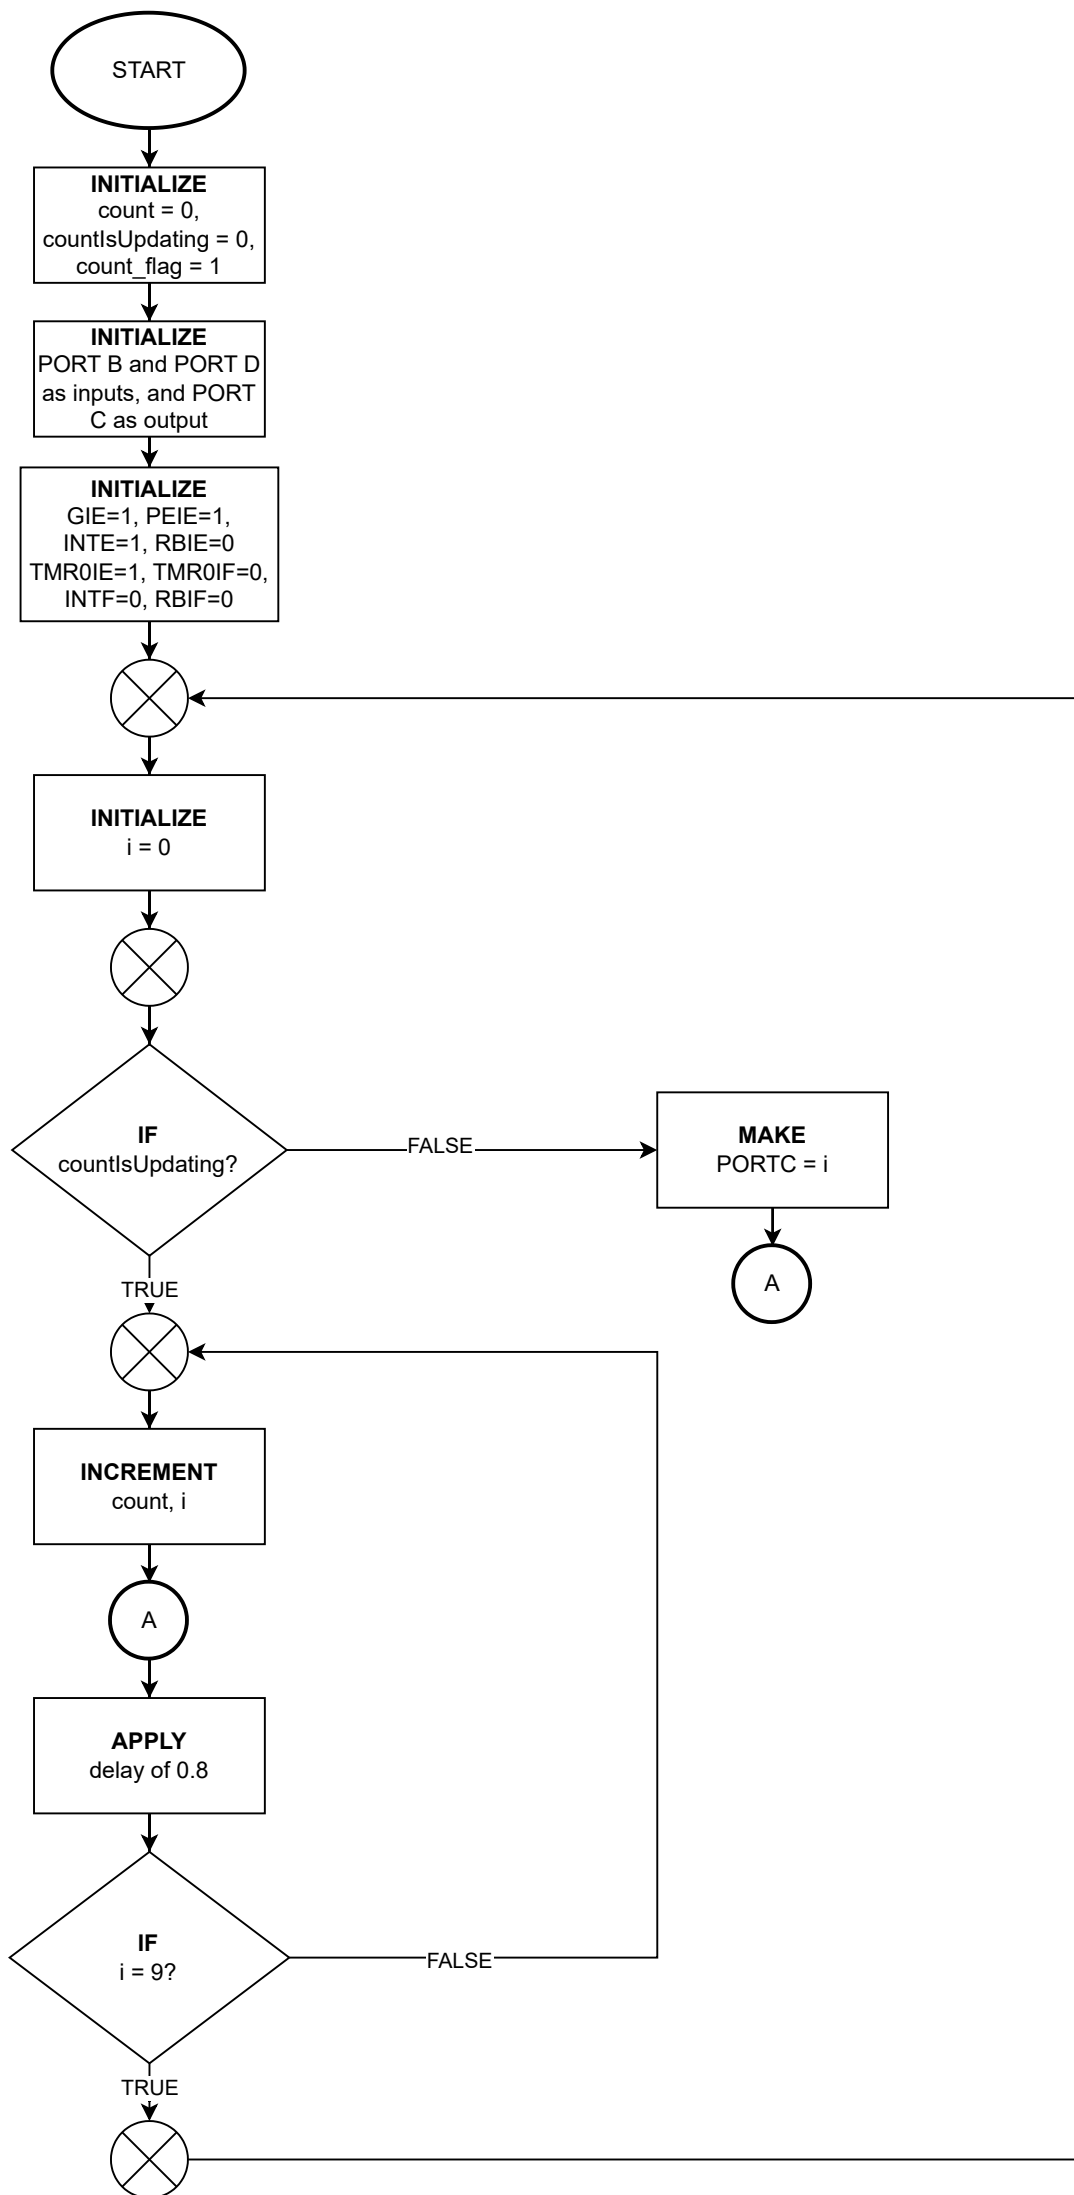 START
INITIALIZE
count = 0,
countIsUpdating = 0,
count_flag = 1
INITIALIZE
PORT B and PORT D
as inputs, and PORT
C as output
INITIALIZE
GIE=1, PEIE=1,
INTE=1, RBIE=0
TMR0IE=1, TMR0IF=0,
INTF=0, RBIF=0
INITIALIZE
i = 0
IF
countIsUpdating?
FALSE
MAKE
PORTC = i
A
TRUE
INCREMENT
count, i
A
APPLY
delay of 0.8
IF
i = 9?
FALSE
TRUE